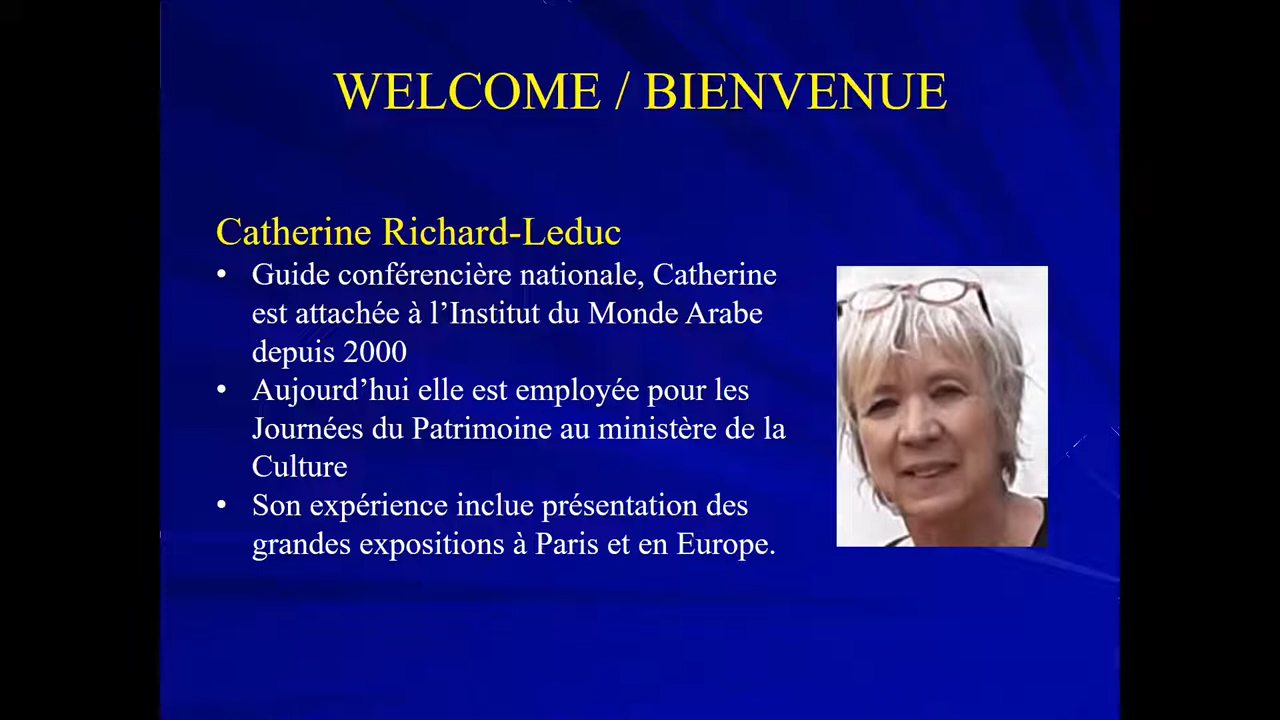 WELCOME / BIENVENUE
Catherine Richard-Leduc
• Guide conférencière nationale, Catherine
est attachée à l’Institut du Monde Arabe
depuis 2000
• Aujourd’hui elle est employée pour les
Journées du Patrimoine au ministère de la
Culture
• Son expérience inclue présentation des
grandes expositions à Paris et en Europe.